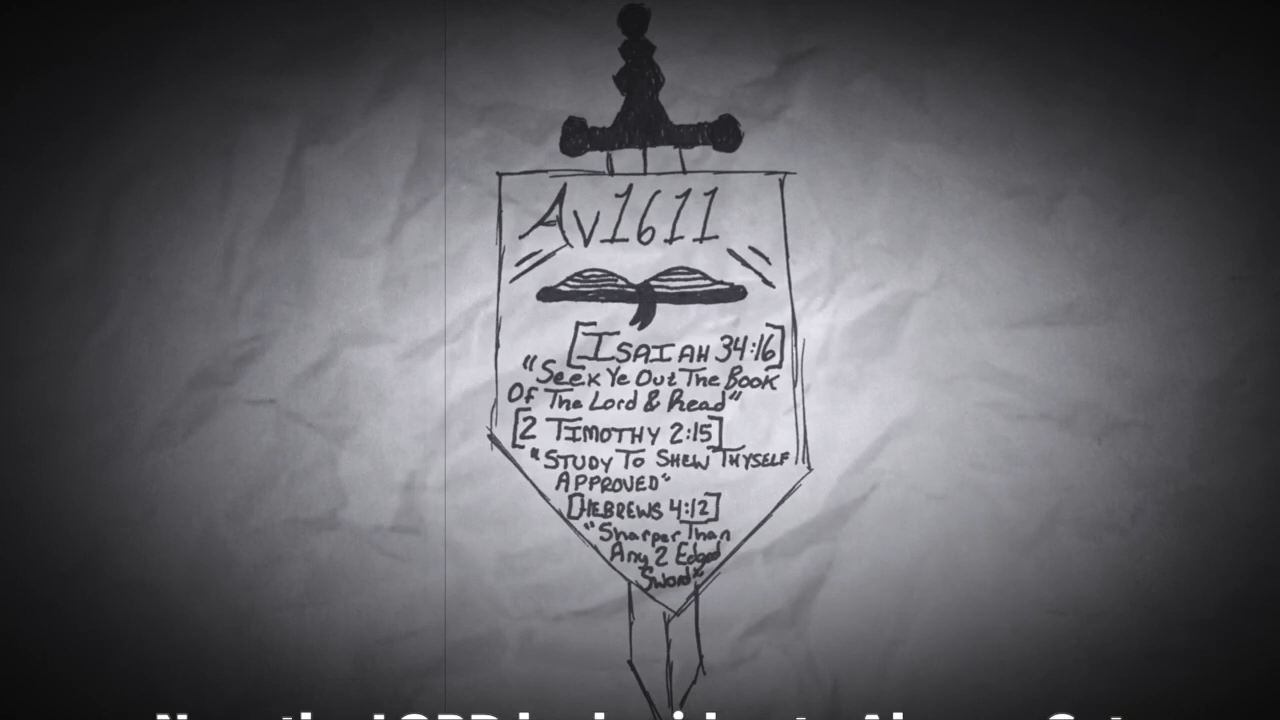 Av1611
[ISAIAH 34:16]
"Seek Ye Out The Book
Of The Lord & Read"
[2 TIMOTHY 2:15]
"STUDY TO SHEW THYSELF
APPROVED"
[HEBREWS 4:12]
"Sharper Than
Any 2 Edged
Sword"